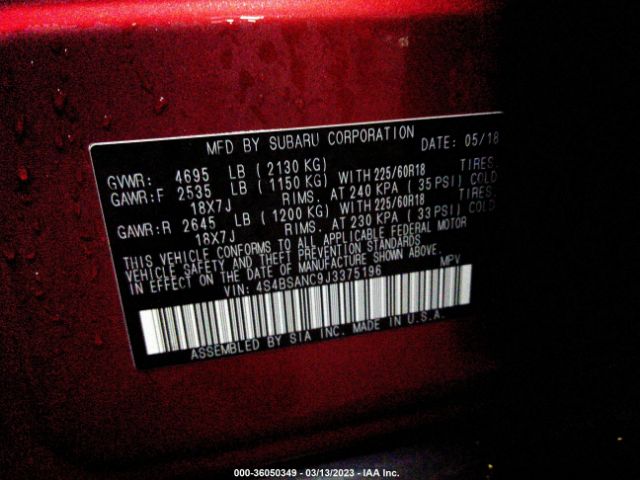 MFD BY SUBARU CORPORATION DATE: 05/18
GVWR: 4695 LB (2130 KG)
GAWR:F 2535 LB (1150 KG) WITH 225/60R18 TIRES,
18X7J RIMS, AT 240 KPA (35 PSI) COLD
GAWR:R 2645 LB (1200 KG) WITH 225/60R18 TIRES,
18X7J RIMS, AT 230 KPA (33 PSI) COLD
THIS VEHICLE CONFORMS TO ALL APPLICABLE FEDERAL MOTOR
VEHICLE SAFETY AND THEFT PREVENTION STANDARDS
IN EFFECT ON THE DATE OF MANUFACTURE SHOWN ABOVE.
VIN: 4S4BSANC9J3375196 MPV
ASSEMBLED BY SIA INC. MADE IN U.S.A.
000-36050349 - 03/13/2023 - IAA Inc.